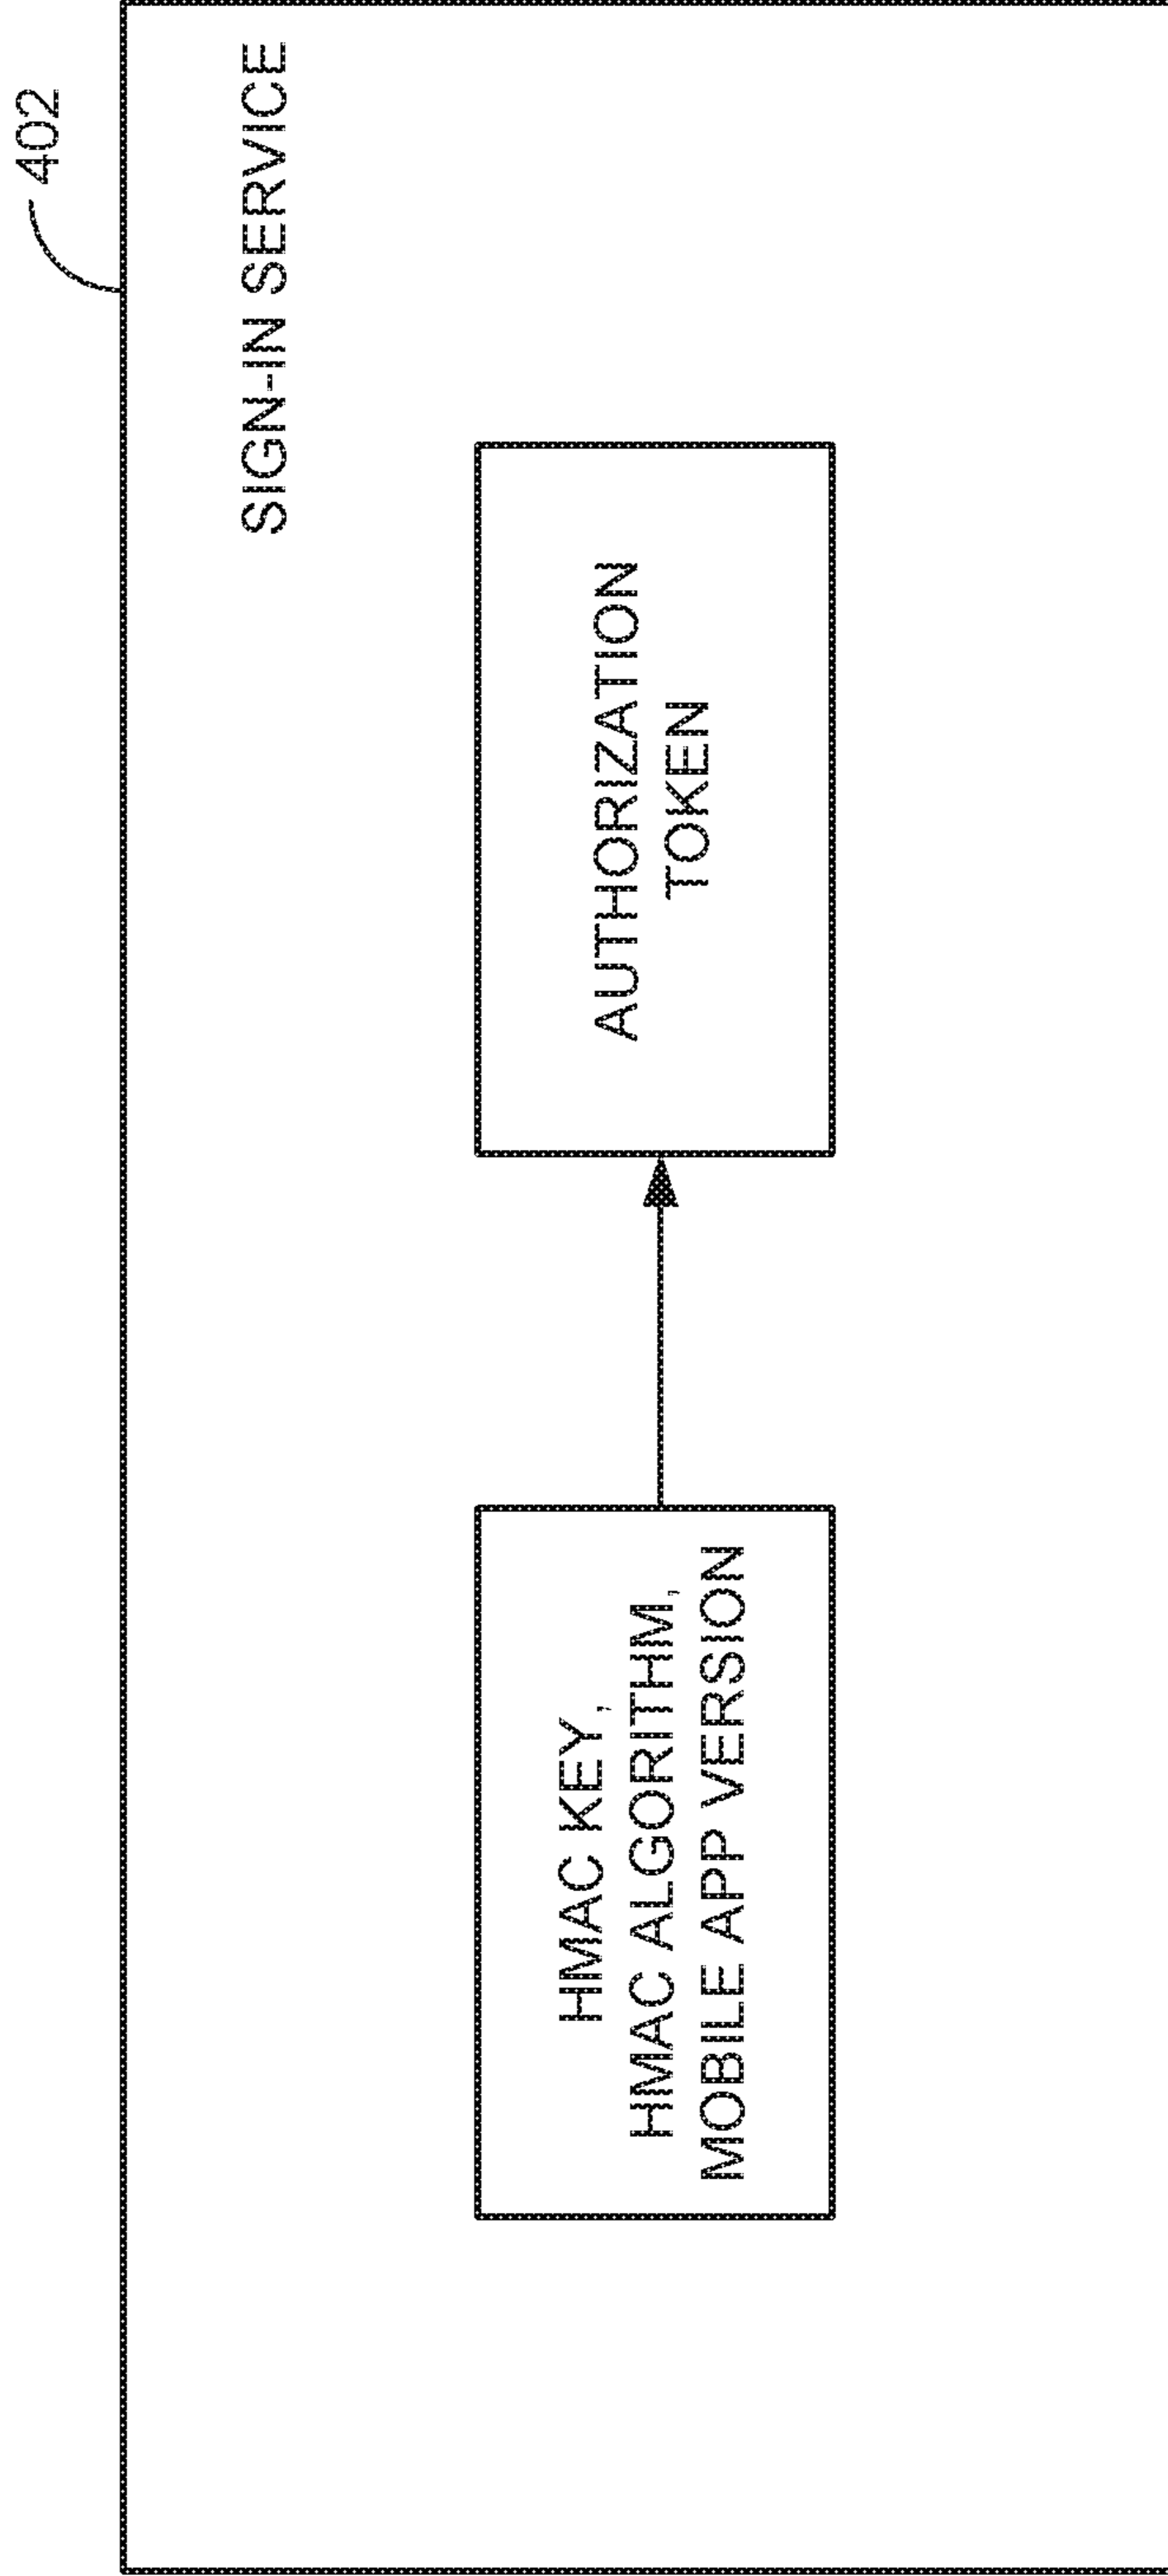 402
SIGN-IN SERVICE
HMAC KEY,
HMAC ALGORITHM,
MOBILE APP VERSION
AUTHORIZATION
TOKEN